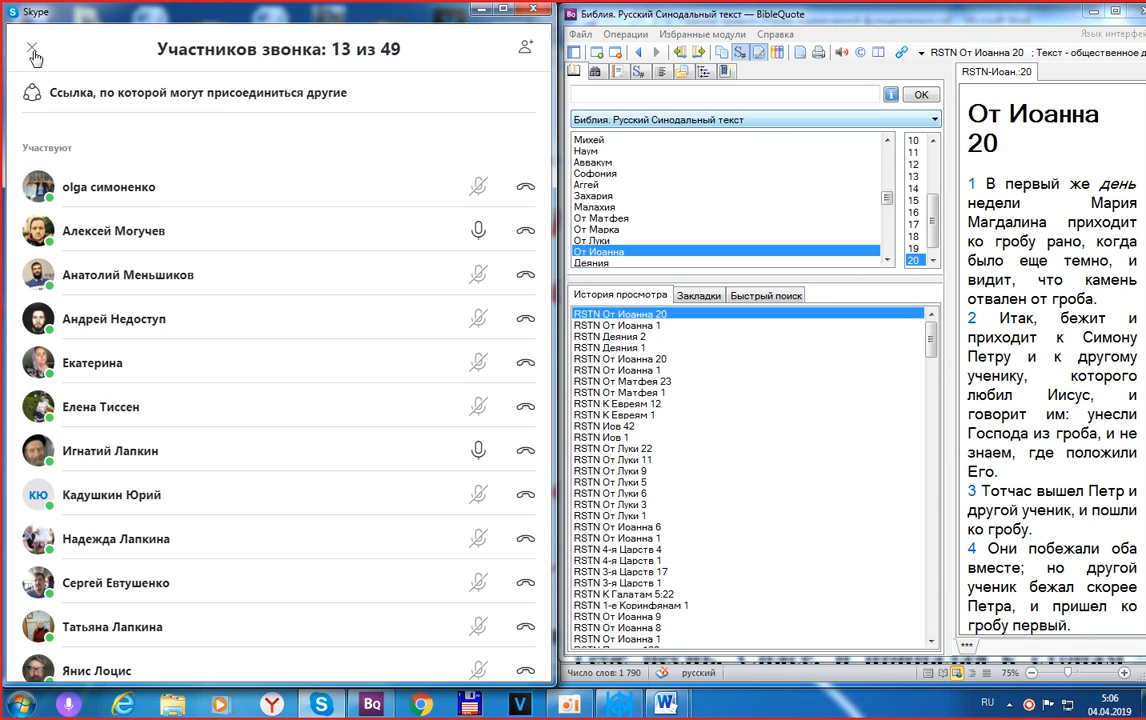 Skype
Участников звонка: 13 из 49
Ссылка, по которой могут присоединиться другие
Участвуют
olga симоненко
Алексей Могучев
Анатолий Меньшиков
Андрей Недоступ
Екатерина
Елена Тиссен
Игнатий Лапкин
КЮ
Кадушкин Юрий
Надежда Лапкина
Сергей Евтушенко
Татьяна Лапкина
Янис Лоцис
Библия. Русский Синодальный текст — BibleQuote
Файл Операции Избранные модули Справка
Язык интерфей
RSTN От Иоанна 20 ; Текст - общественное д
OK
Библия. Русский Синодальный текст
Михей
Наум
Аввакум
Софония
Аггей
Захария
Малахия
От Матфея
От Марка
От Луки
От Иоанна
Деяния
10
11
12
13
14
15
16
17
18
19
20
История просмотра Закладки Быстрый поиск
RSTN От Иоанна 20
RSTN От Иоанна 1
RSTN Деяния 2
RSTN Деяния 1
RSTN От Иоанна 20
RSTN От Иоанна 1
RSTN От Матфея 23
RSTN От Матфея 1
RSTN К Евреям 12
RSTN К Евреям 1
RSTN Иов 42
RSTN Иов 1
RSTN От Луки 22
RSTN От Луки 11
RSTN От Луки 9
RSTN От Луки 5
RSTN От Луки 6
RSTN От Луки 3
RSTN От Луки 1
RSTN От Иоанна 6
RSTN От Иоанна 1
RSTN 4-я Царств 4
RSTN 4-я Царств 1
RSTN 3-я Царств 17
RSTN 3-я Царств 1
RSTN К Галатам 5:22
RSTN 1-е Коринфянам 1
RSTN От Иоанна 9
RSTN От Иоанна 8
RSTN От Иоанна 1
RSTN-Иоан.:20
От Иоанна
20
1 В первый же день
недели Мария
Магдалина приходит
ко гробу рано, когда
было еще темно, и
видит, что камень
отвален от гроба.
2 Итак, бежит и
приходит к Симону
Петру и к другому
ученику, которого
любил Иисус, и
говорит им: унесли
Господа из гроба, и не
знаем, где положили
Его.
3 Тотчас вышел Петр и
другой ученик, и пошли
ко гробу.
4 Они побежали оба
вместе; но другой
ученик бежал скорее
Петра, и пришел ко
гробу первый.
***
Число слов: 1 790 русский 75%
RU
5:06
04.04.2019